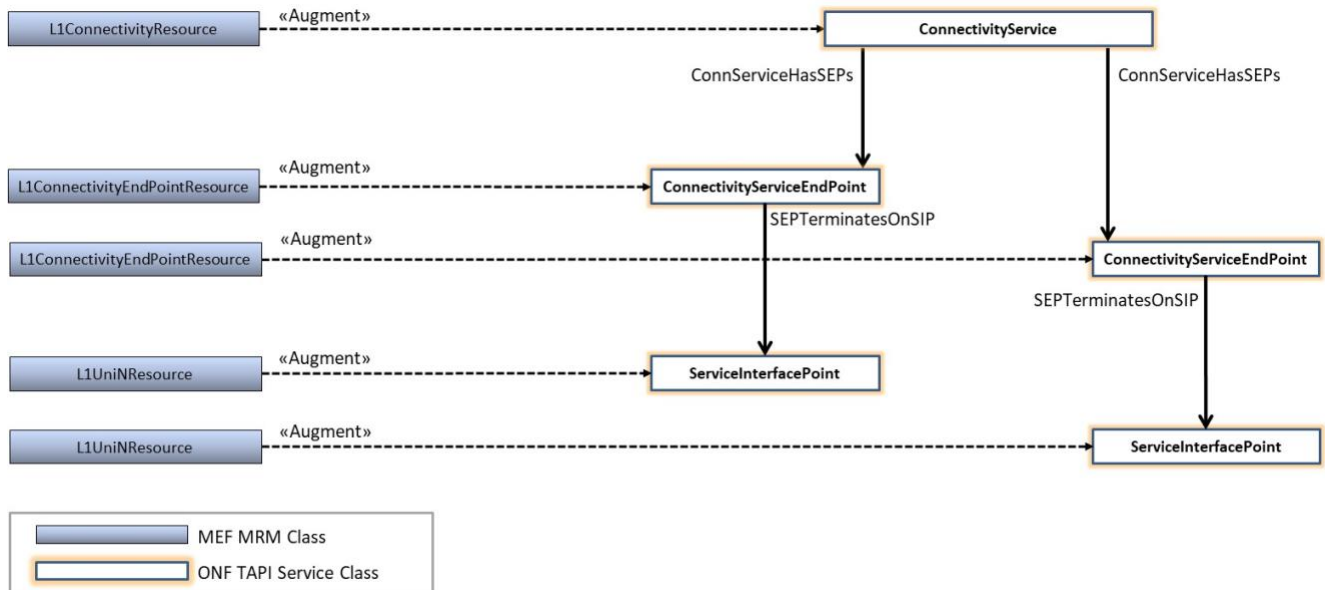 «Augment»
L1ConnectivityResource
ConnectivityService
ConnServiceHasSEPs
ConnServiceHasSEPs
«Augment»
L1ConnectivityEndPointResource
ConnectivityServiceEndPoint
SEPTerminatesOnSIP
«Augment»
L1ConnectivityEndPointResource
ConnectivityServiceEndPoint
SEPTerminatesOnSIP
«Augment»
L1UniNResource
ServiceInterfacePoint
«Augment»
L1UniNResource
ServiceInterfacePoint
MEF MRM Class
ONF TAPI Service Class